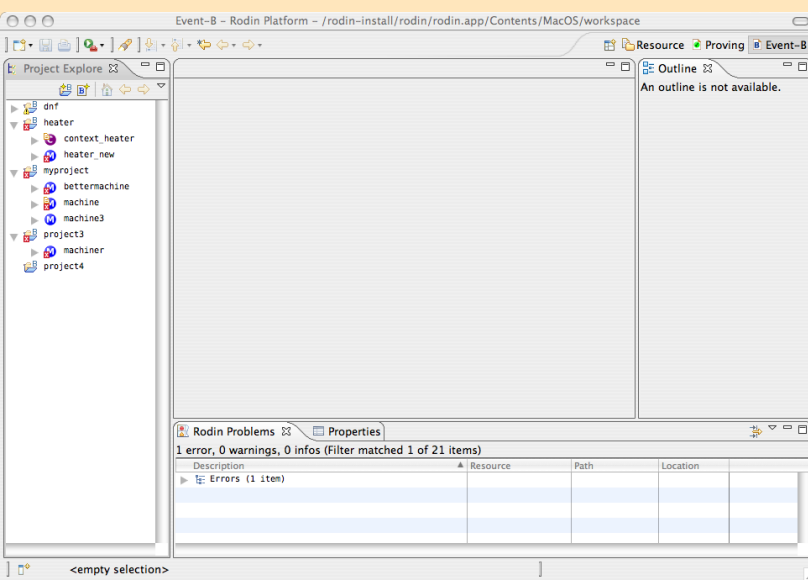 Event-B – Rodin Platform – /rodin-install/rodin/rodin.app/Contents/MacOS/workspace
Resource Proving Event-B
Project Explore
Outline
An outline is not available.
dnf
heater
context_heater
heater_new
myproject
bettermachine
machine
machine3
project3
machiner
project4
Rodin Problems Properties
1 error, 0 warnings, 0 infos (Filter matched 1 of 21 items)
Description Resource Path Location
Errors (1 item)
<empty selection>